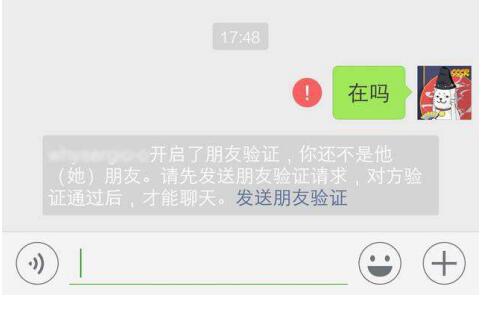 17:48
在吗
开启了朋友验证，你还不是他
（她）朋友。请先发送朋友验证请求，对方验
证通过后，才能聊天。发送朋友验证